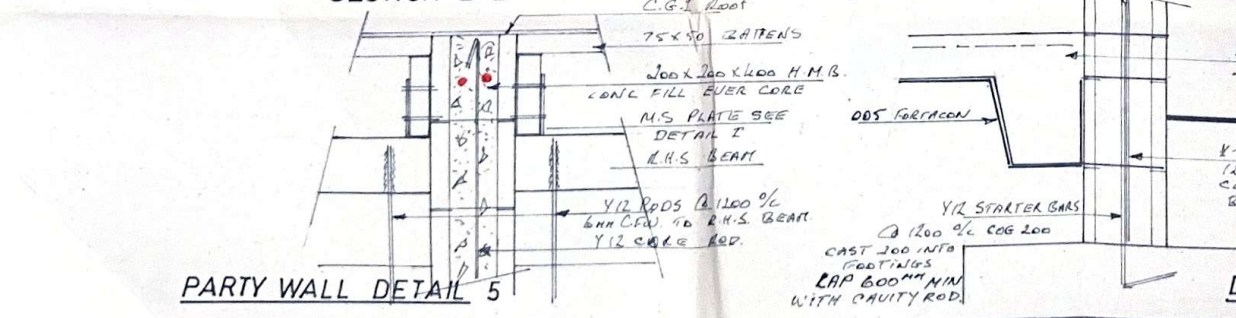 C.G.I. ROOF
75 x 50 BATTENS
200 x 200 x 400 H.M.B.
CONC FILL EVER CORE
M.S PLATE SEE
DETAIL I
R.H.S BEAM
Y12 RODS @ 1200 o/c
6mm C.F.W. TO R.H.S. BEAM.
Y12 CORE ROD.
PARTY WALL DETAIL 5
005 FORTACON
Y12 STARTER BARS
@ 1200 o/c COG 200
CAST 200 INTO
FOOTINGS
LAP 600mm MIN
WITH CAVITY ROD.